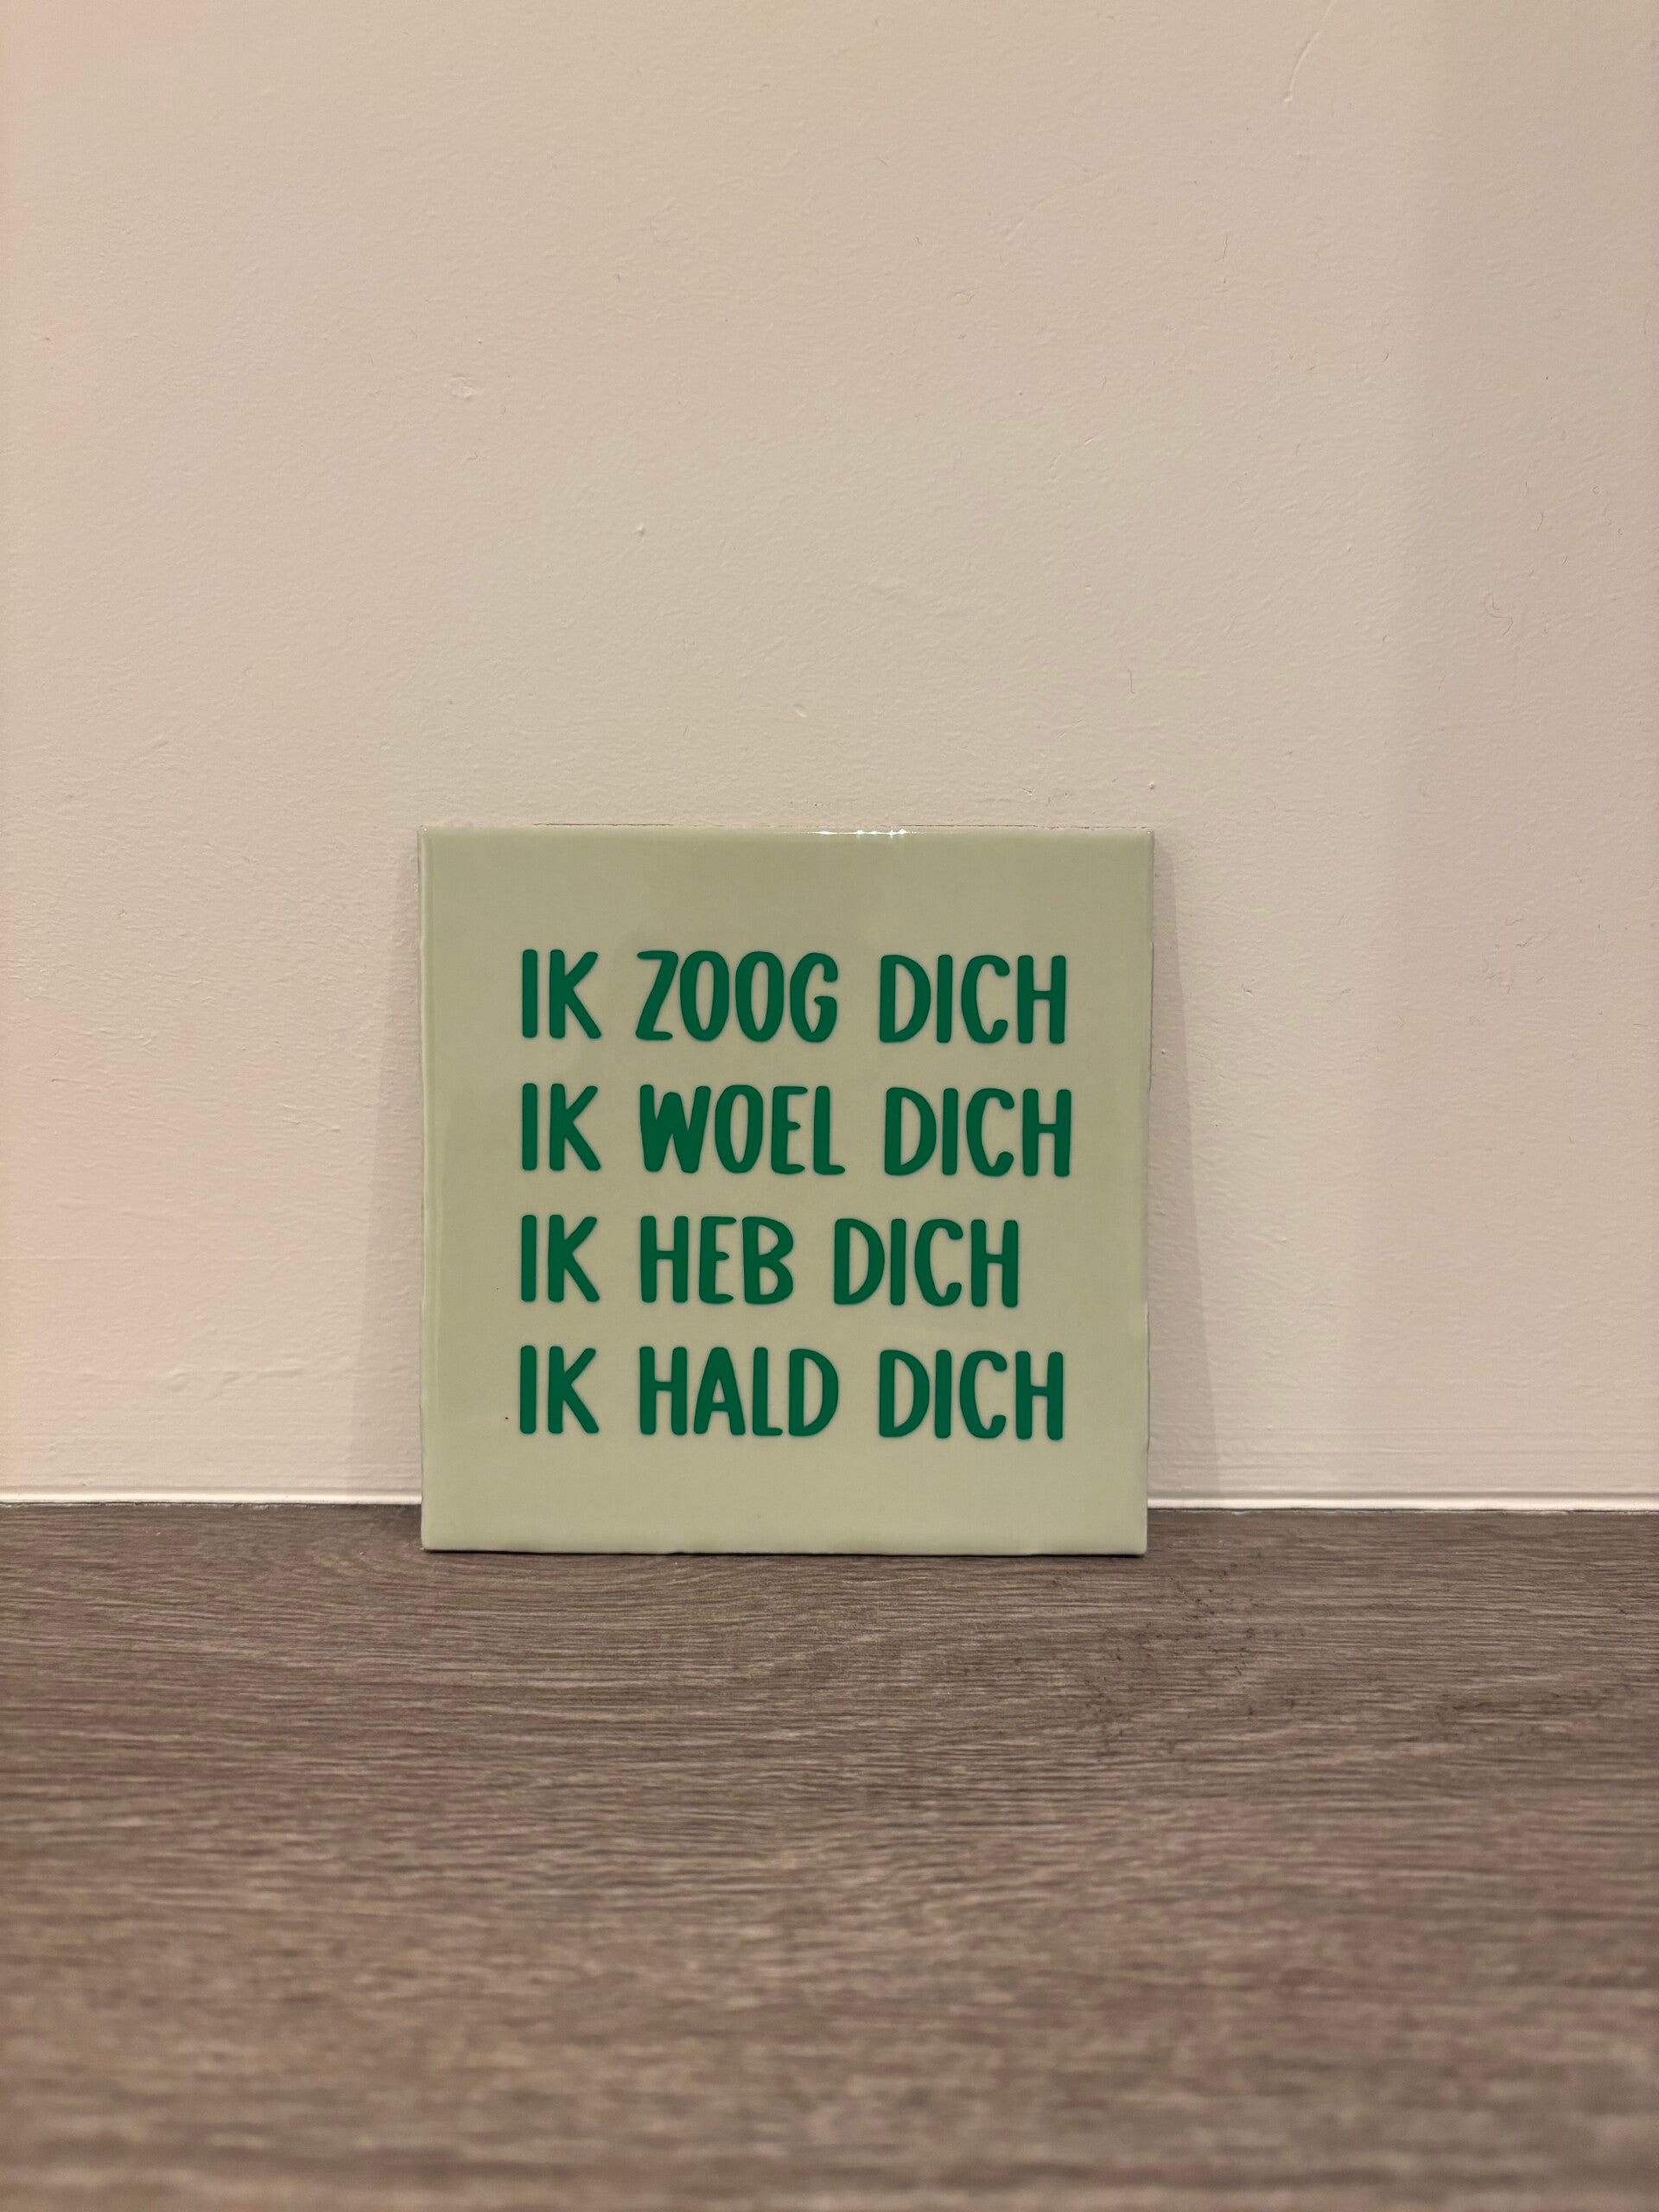 IK ZOOG DICH
IK WOEL DICH
IK HEB DICH
IK HALD DICH